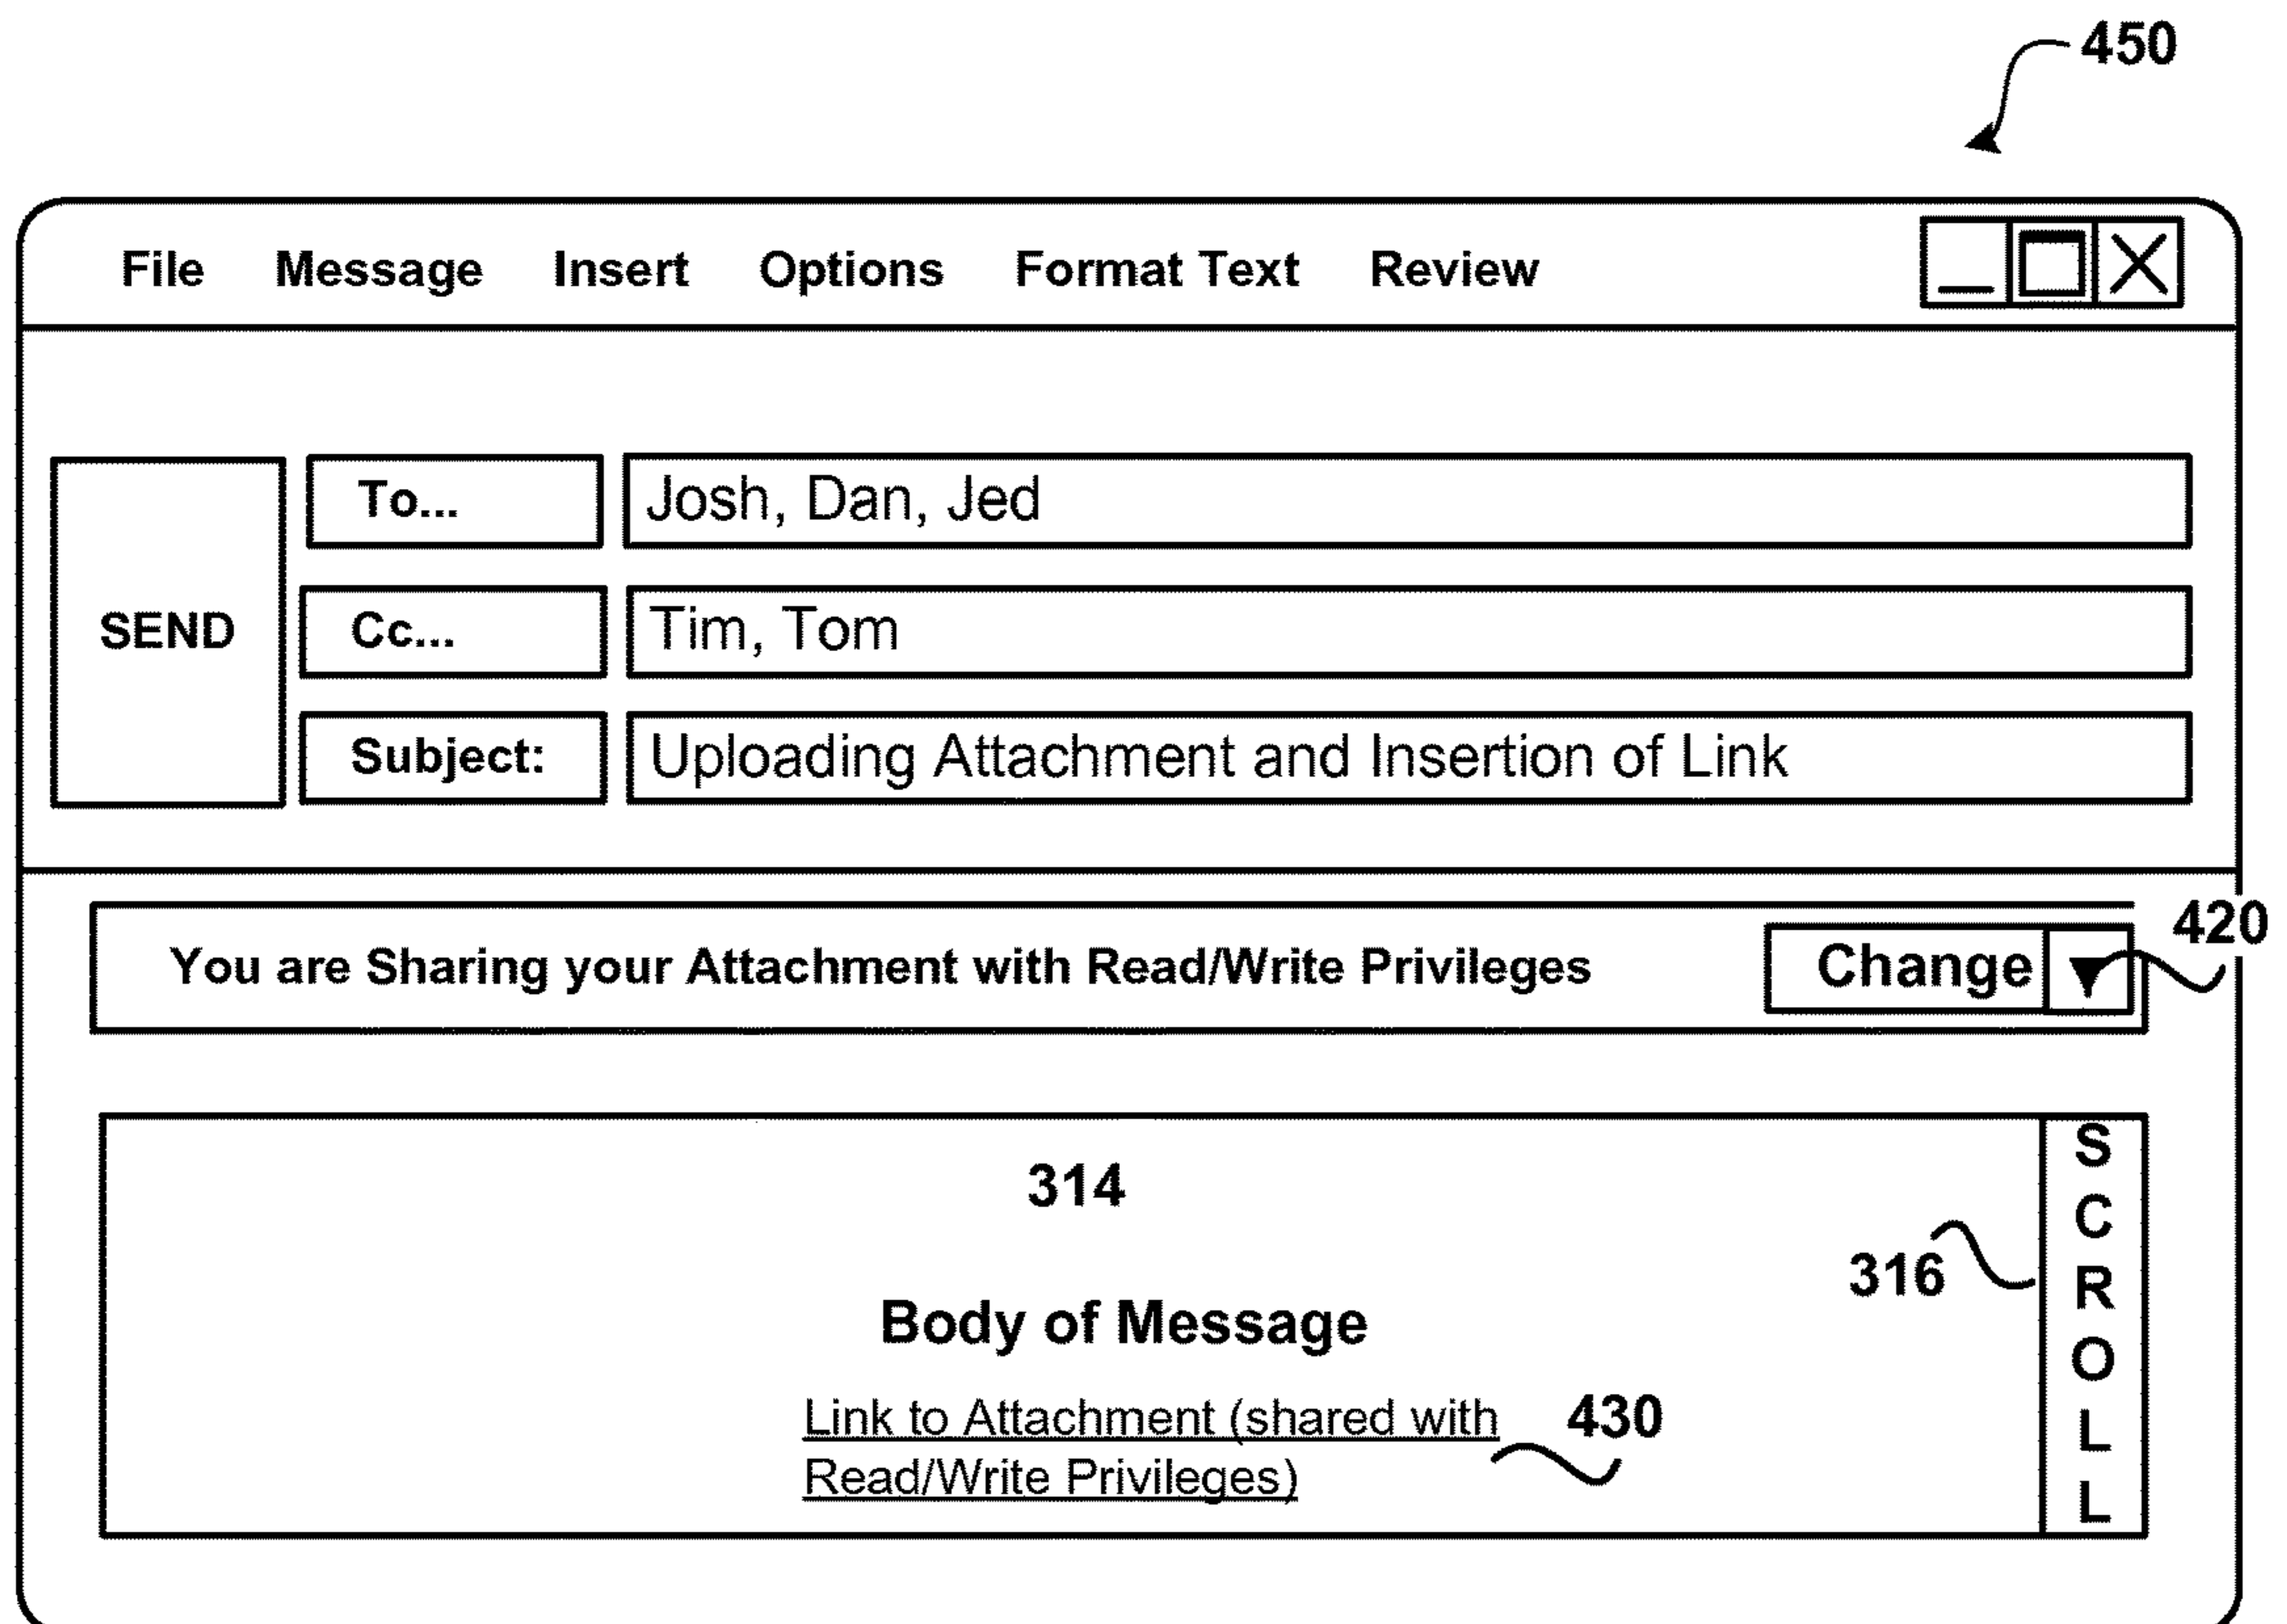 450
File Message Insert Options Format Text Review
SEND
To... Josh, Dan, Jed
Cc... Tim, Tom
Subject: Uploading Attachment and Insertion of Link
You are Sharing your Attachment with Read/Write Privileges Change 420
314
316
Body of Message
Link to Attachment (shared with 430
Read/Write Privileges)
SCROLL